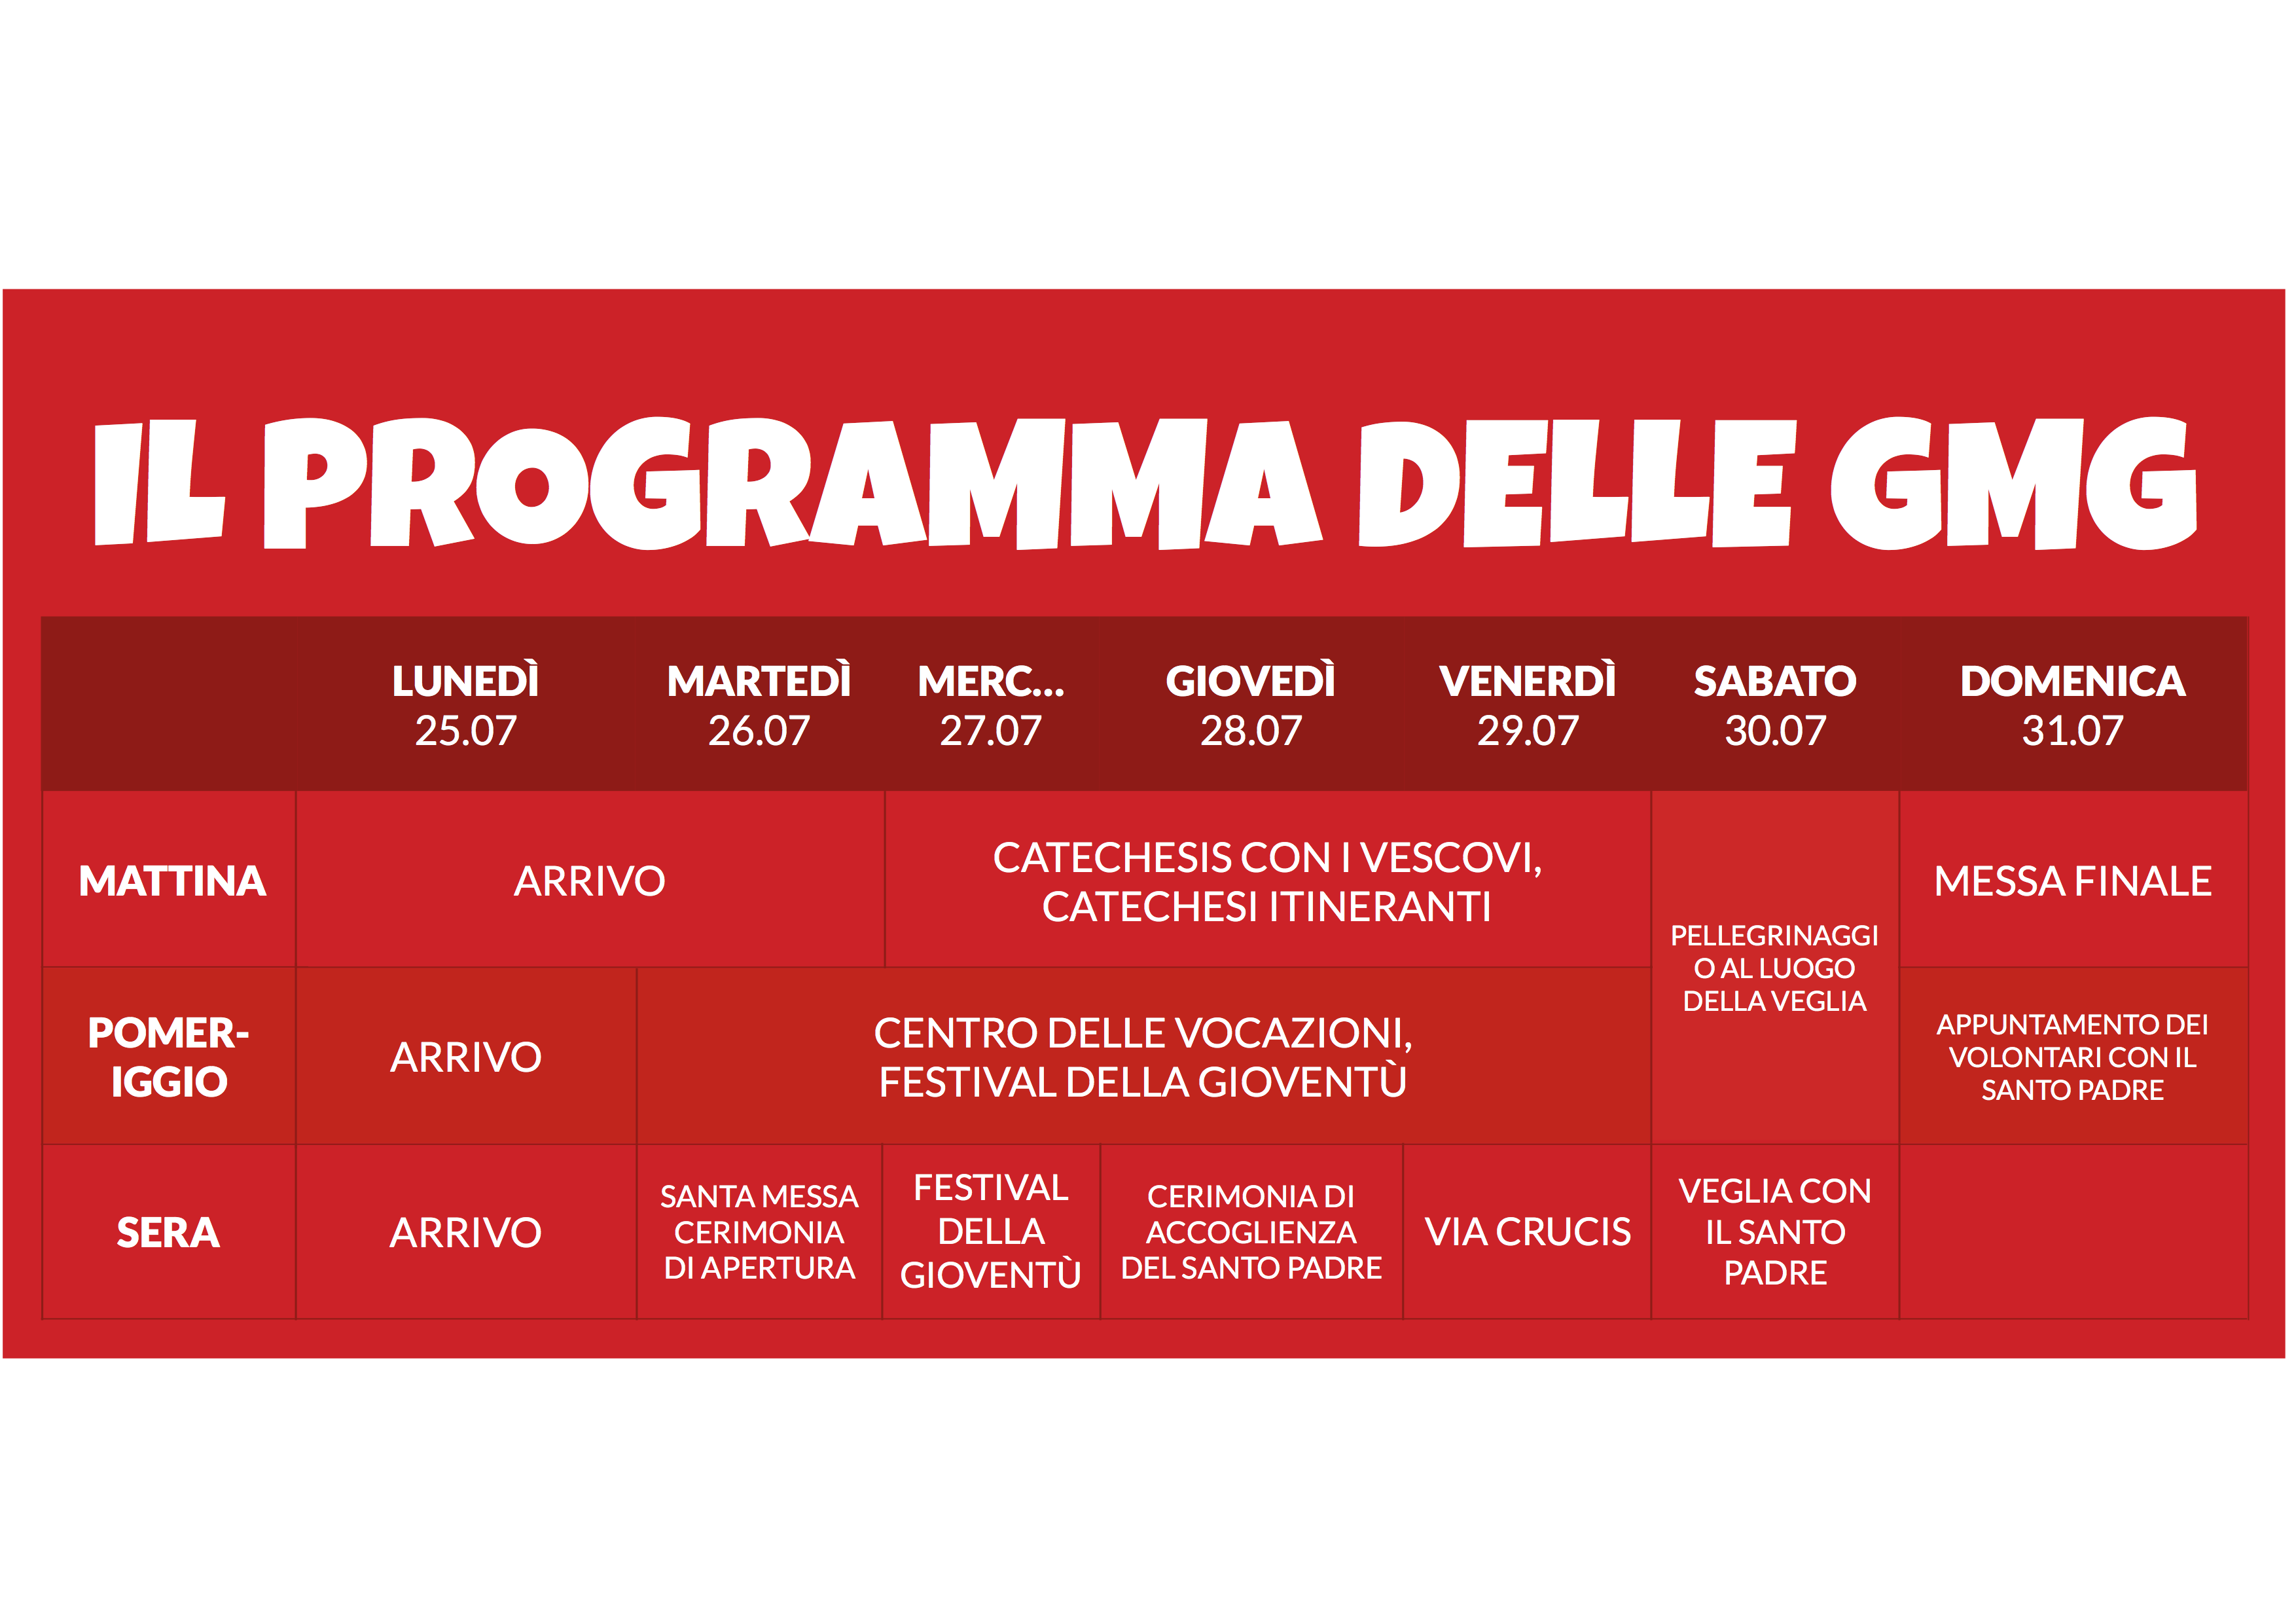 IL PROGRAMMA DELLE GMG
LUNEDÌ
25.07
MARTEDÌ
26.07
MERC...
27.07
GIOVEDÌ
28.07
VENERDÌ
29.07
SABATO
30.07
DOMENICA
31.07
MATTINA
ARRIVO
CATECHESIS CON I VESCOVI,
CATECHESI ITINERANTI
PELLEGRINAGGI
O AL LUOGO
DELLA VEGLIA
MESSA FINALE
POMER-
IGGIO
ARRIVO
CENTRO DELLE VOCAZIONI,
FESTIVAL DELLA GIOVENTÙ
APPUNTAMENTO DEI
VOLONTARI CON IL
SANTO PADRE
SERA
ARRIVO
SANTA MESSA
CERIMONIA
DI APERTURA
FESTIVAL
DELLA
GIOVENTÙ
CERIMONIA DI
ACCOGLIENZA
DEL SANTO PADRE
VIA CRUCIS
VEGLIA CON
IL SANTO
PADRE